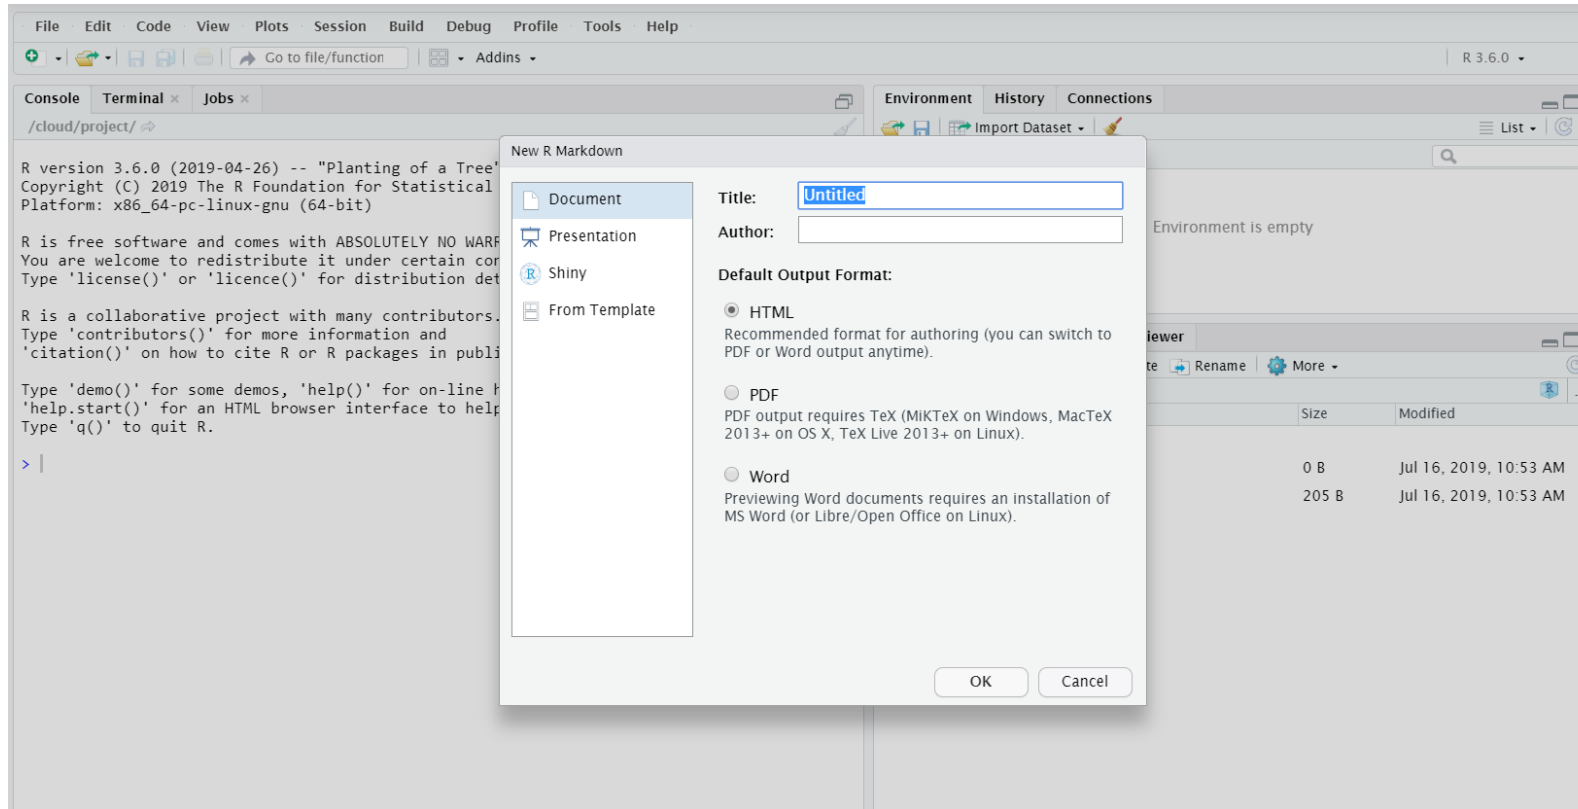 File Edit Code View Plots Session Build Debug Profile Tools Help
Go to file/function Addins R 3.6.0
Console Terminal Jobs
/cloud/project/
R version 3.6.0 (2019-04-26) -- "Planting of a Tree"
Copyright (C) 2019 The R Foundation for Statistical
Platform: x86_64-pc-linux-gnu (64-bit)
R is free software and comes with ABSOLUTELY NO WARR
You are welcome to redistribute it under certain con
Type 'license()' or 'licence()' for distribution det
R is a collaborative project with many contributors.
Type 'contributors()' for more information and
'citation()' on how to cite R or R packages in publi
Type 'demo()' for some demos, 'help()' for on-line h
'help.start()' for an HTML browser interface to help
Type 'q()' to quit R.
>
Environment History Connections
Import Dataset List
Environment is empty
iewer
te Rename More
Size Modified
0 B Jul 16, 2019, 10:53 AM
205 B Jul 16, 2019, 10:53 AM
New R Markdown
Document
Presentation
Shiny
From Template
Title: Untitled
Author:
Default Output Format:
HTML
Recommended format for authoring (you can switch to
PDF or Word output anytime).
PDF
PDF output requires TeX (MiKTeX on Windows, MacTeX
2013+ on OS X, TeX Live 2013+ on Linux).
Word
Previewing Word documents requires an installation of
MS Word (or Libre/Open Office on Linux).
OK Cancel